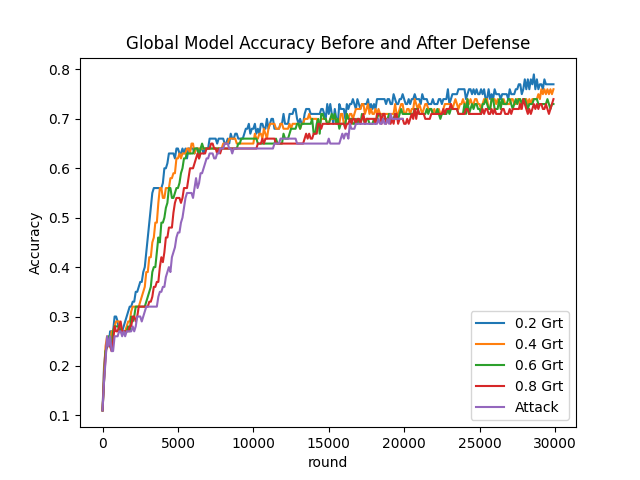 Global Model Accuracy Before and After Defense
0.8
0.7
0.6
0.5
0.4
0.3
0.2
0.1
Accuracy
0
5000
10000
15000
20000
25000
30000
round
0.2 Grt
0.4 Grt
0.6 Grt
0.8 Grt
Attack